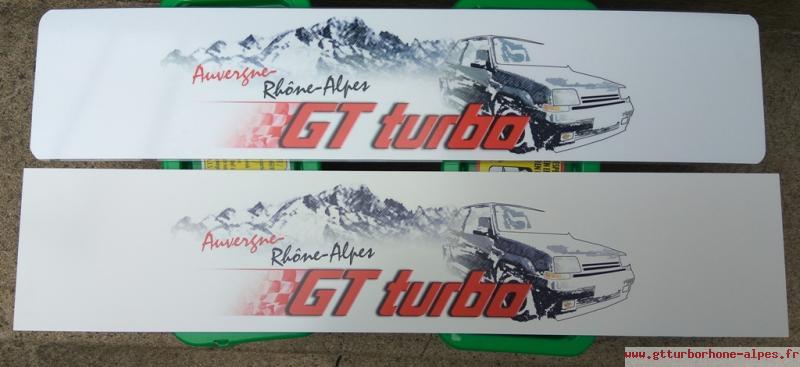 Auvergne-
Rhône-Alpes
GT turbo
Auvergne-
Rhône-Alpes
GT turbo
www.gtturborhone-alpes.fr